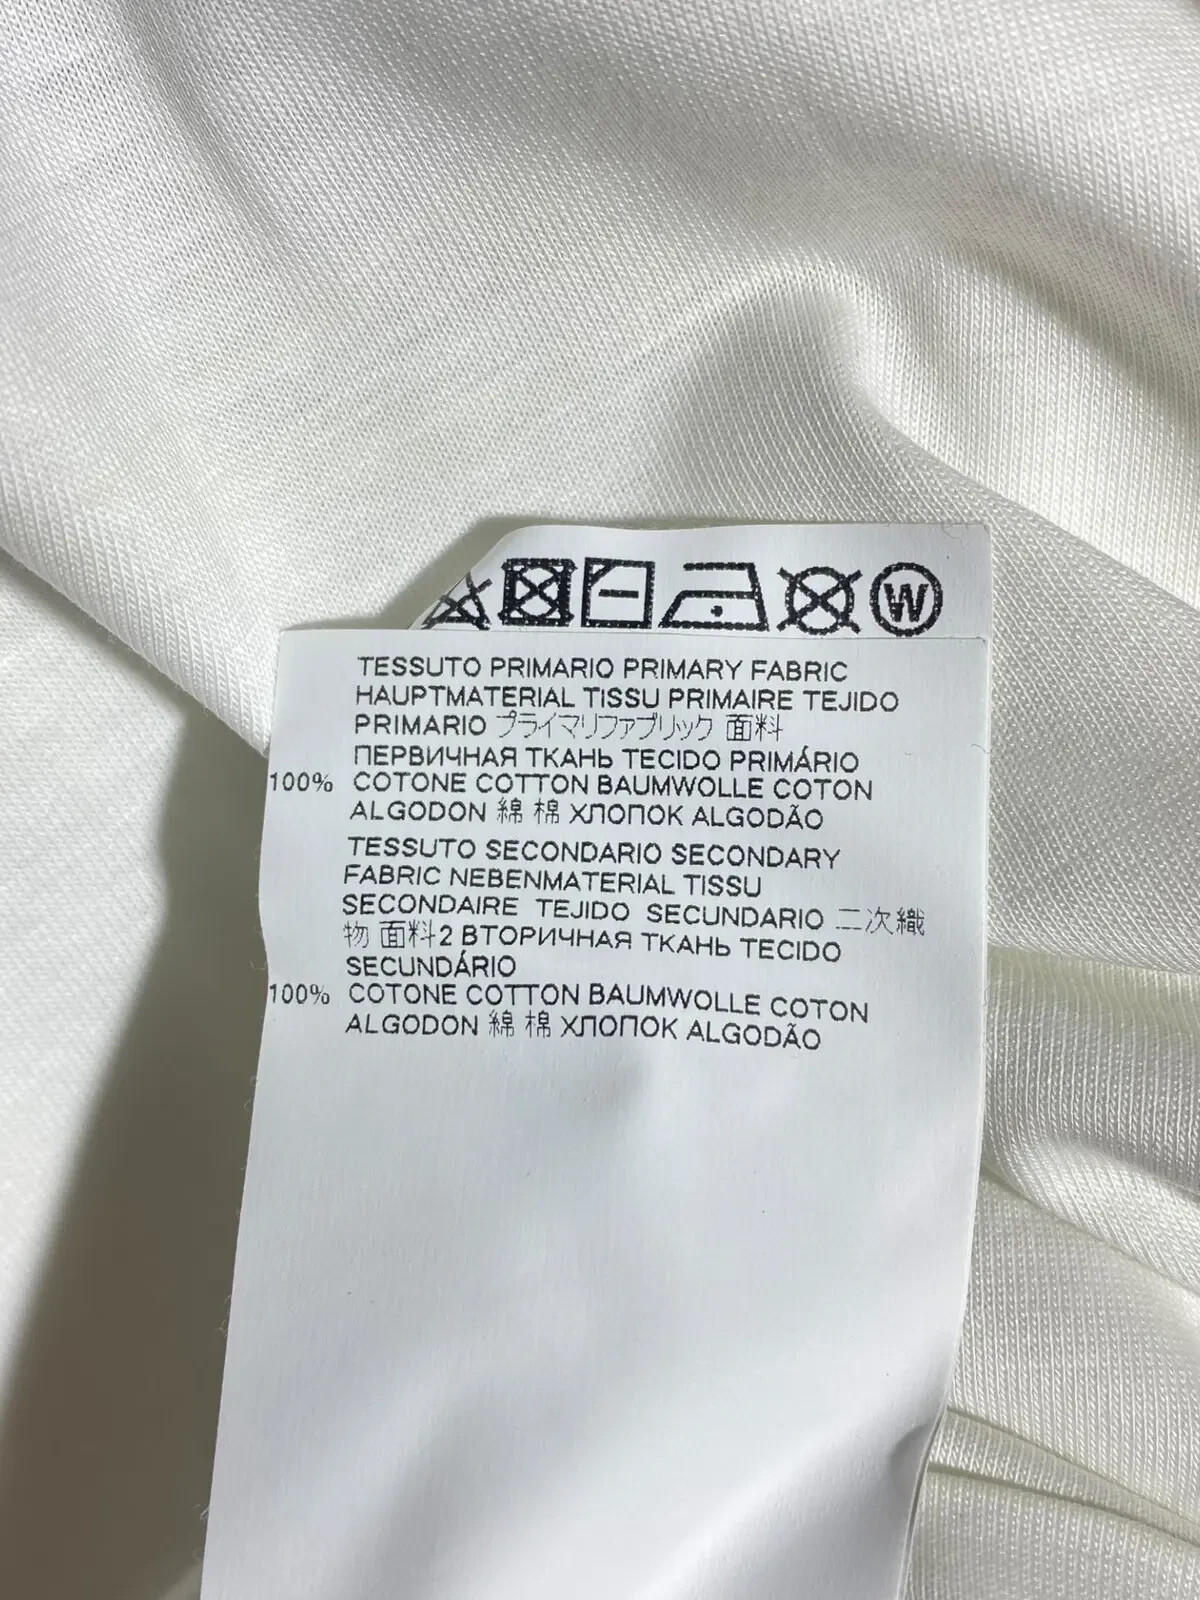 W
TESSUTO PRIMARIO PRIMARY FABRIC
HAUPTMATERIAL TISSU PRIMAIRE TEJIDO
PRIMARIO プライマリファブリック 面料
ПЕРВИЧНАЯ ТКАНЬ TECIDO PRIMÁRIO
100% COTONE COTTON BAUMWOLLE COTON
ALGODON 綿 棉 ХЛОПОК ALGODÃO
TESSUTO SECONDARIO SECONDARY
FABRIC NEBENMATERIAL TISSU
SECONDAIRE TEJIDO SECUNDARIO 二次織
物 面料2 ВТОРИЧНАЯ ТКАНЬ TECIDO
SECUNDÁRIO
100% COTONE COTTON BAUMWOLLE COTON
ALGODON 綿 棉 ХЛОПОК ALGODÃO